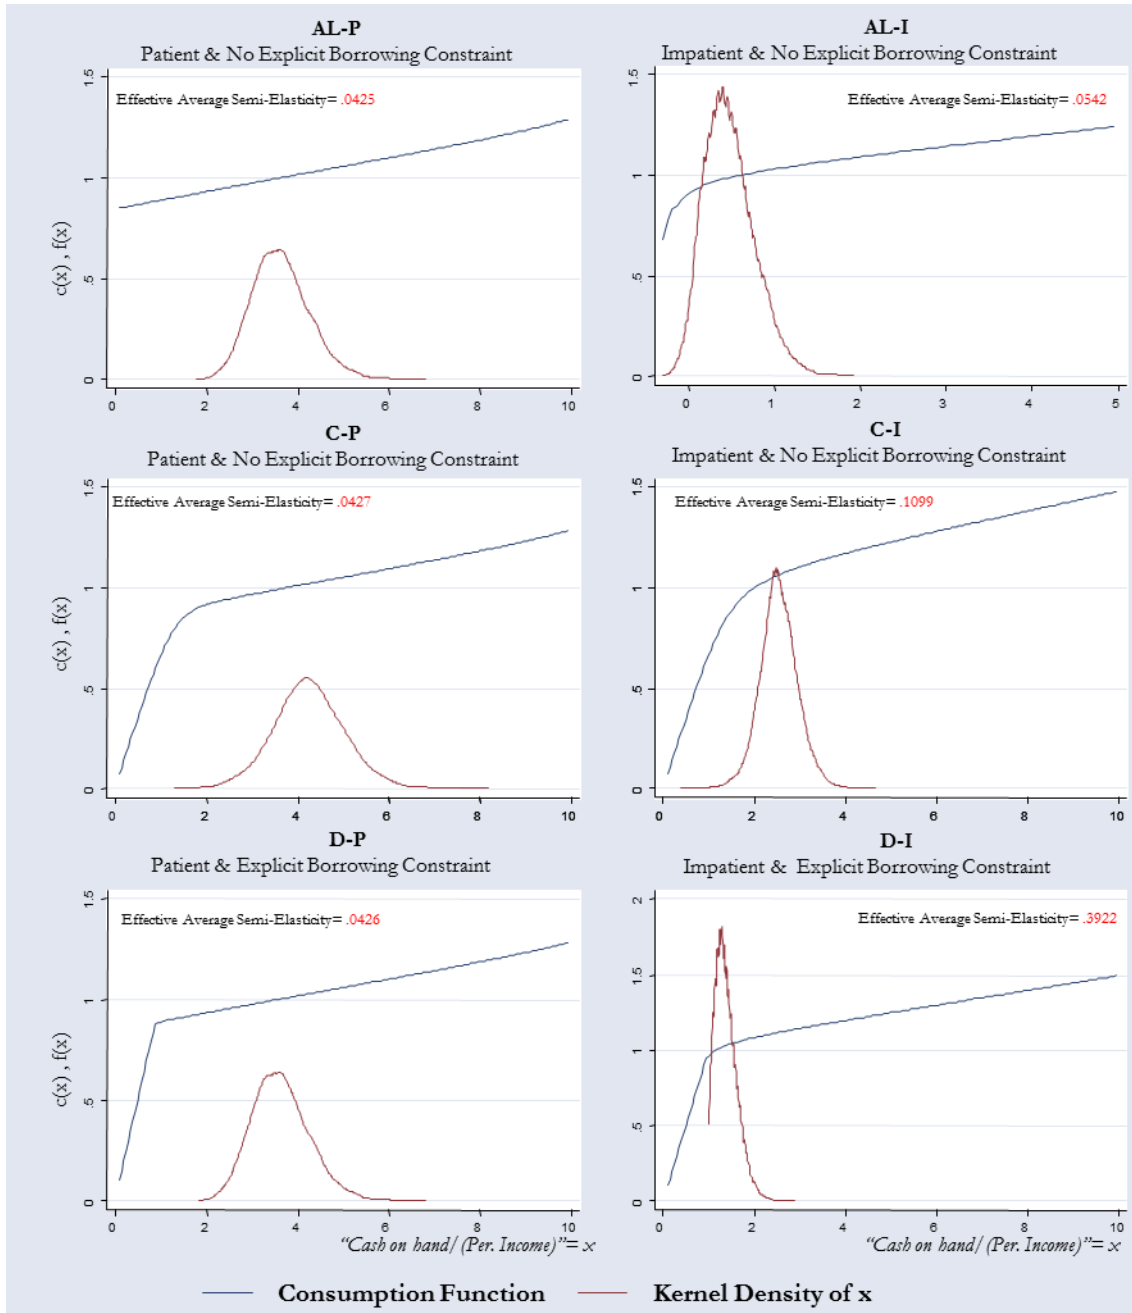 AL-P
Patient & No Explicit Borrowing Constraint
Effective Average Semi-Elasticity= .0425
c(x) , f(x)
1.5
1
.5
0
0 2 4 6 8 10
AL-I
Impatient & No Explicit Borrowing Constraint
Effective Average Semi-Elasticity= .0542
1.5
1
.5
0
0 1 2 3 4 5
C-P
Patient & No Explicit Borrowing Constraint
Effective Average Semi-Elasticity= .0427
c(x) , f(x)
1.5
1
.5
0
0 2 4 6 8 10
C-I
Impatient & No Explicit Borrowing Constraint
Effective Average Semi-Elasticity= .1099
1.5
1
.5
0
0 2 4 6 8 10
D-P
Patient & Explicit Borrowing Constraint
Effective Average Semi-Elasticity= .0426
c(x) , f(x)
1.5
1
.5
0
0 2 4 6 8 10
"Cash on hand/ (Per. Income)"= x
D-I
Impatient & Explicit Borrowing Constraint
Effective Average Semi-Elasticity= .3922
2
1.5
1
.5
0
0 2 4 6 8 10
"Cash on hand/ (Per. Income)"= x
Consumption Function
Kernel Density of x